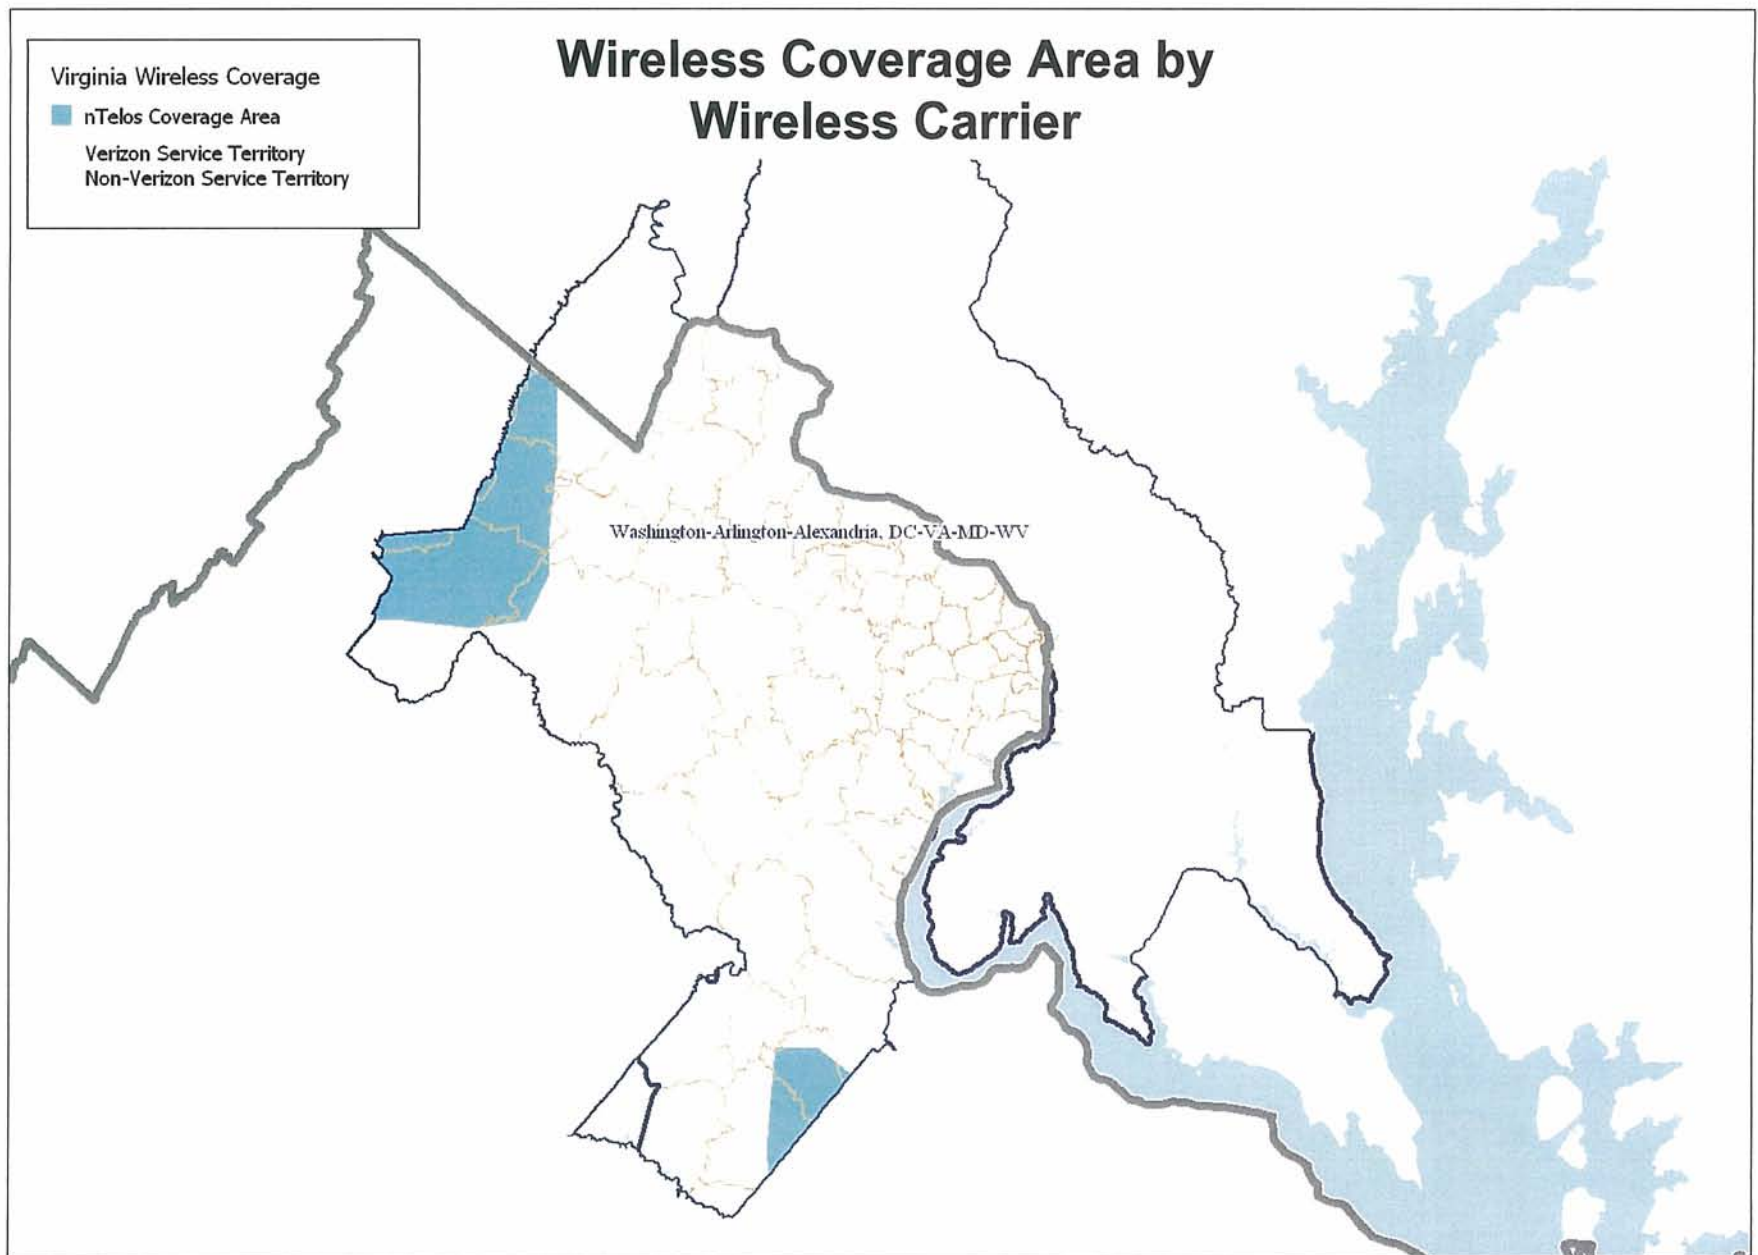 Wireless Coverage Area by
Wireless Carrier
Virginia Wireless Coverage
nTelos Coverage Area
Verizon Service Territory
Non-Verizon Service Territory
Washington-Arlington-Alexandria, DC-VA-MD-WV